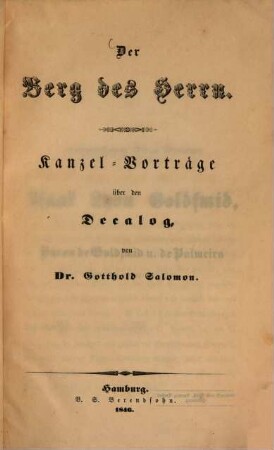 Der
Berg des Herrn.
Kanzel-Vorträge
über den
Decalog,
von
Dr. Gotthold Salomon.
Hamburg.
B. S. Berendsohn.
1846.